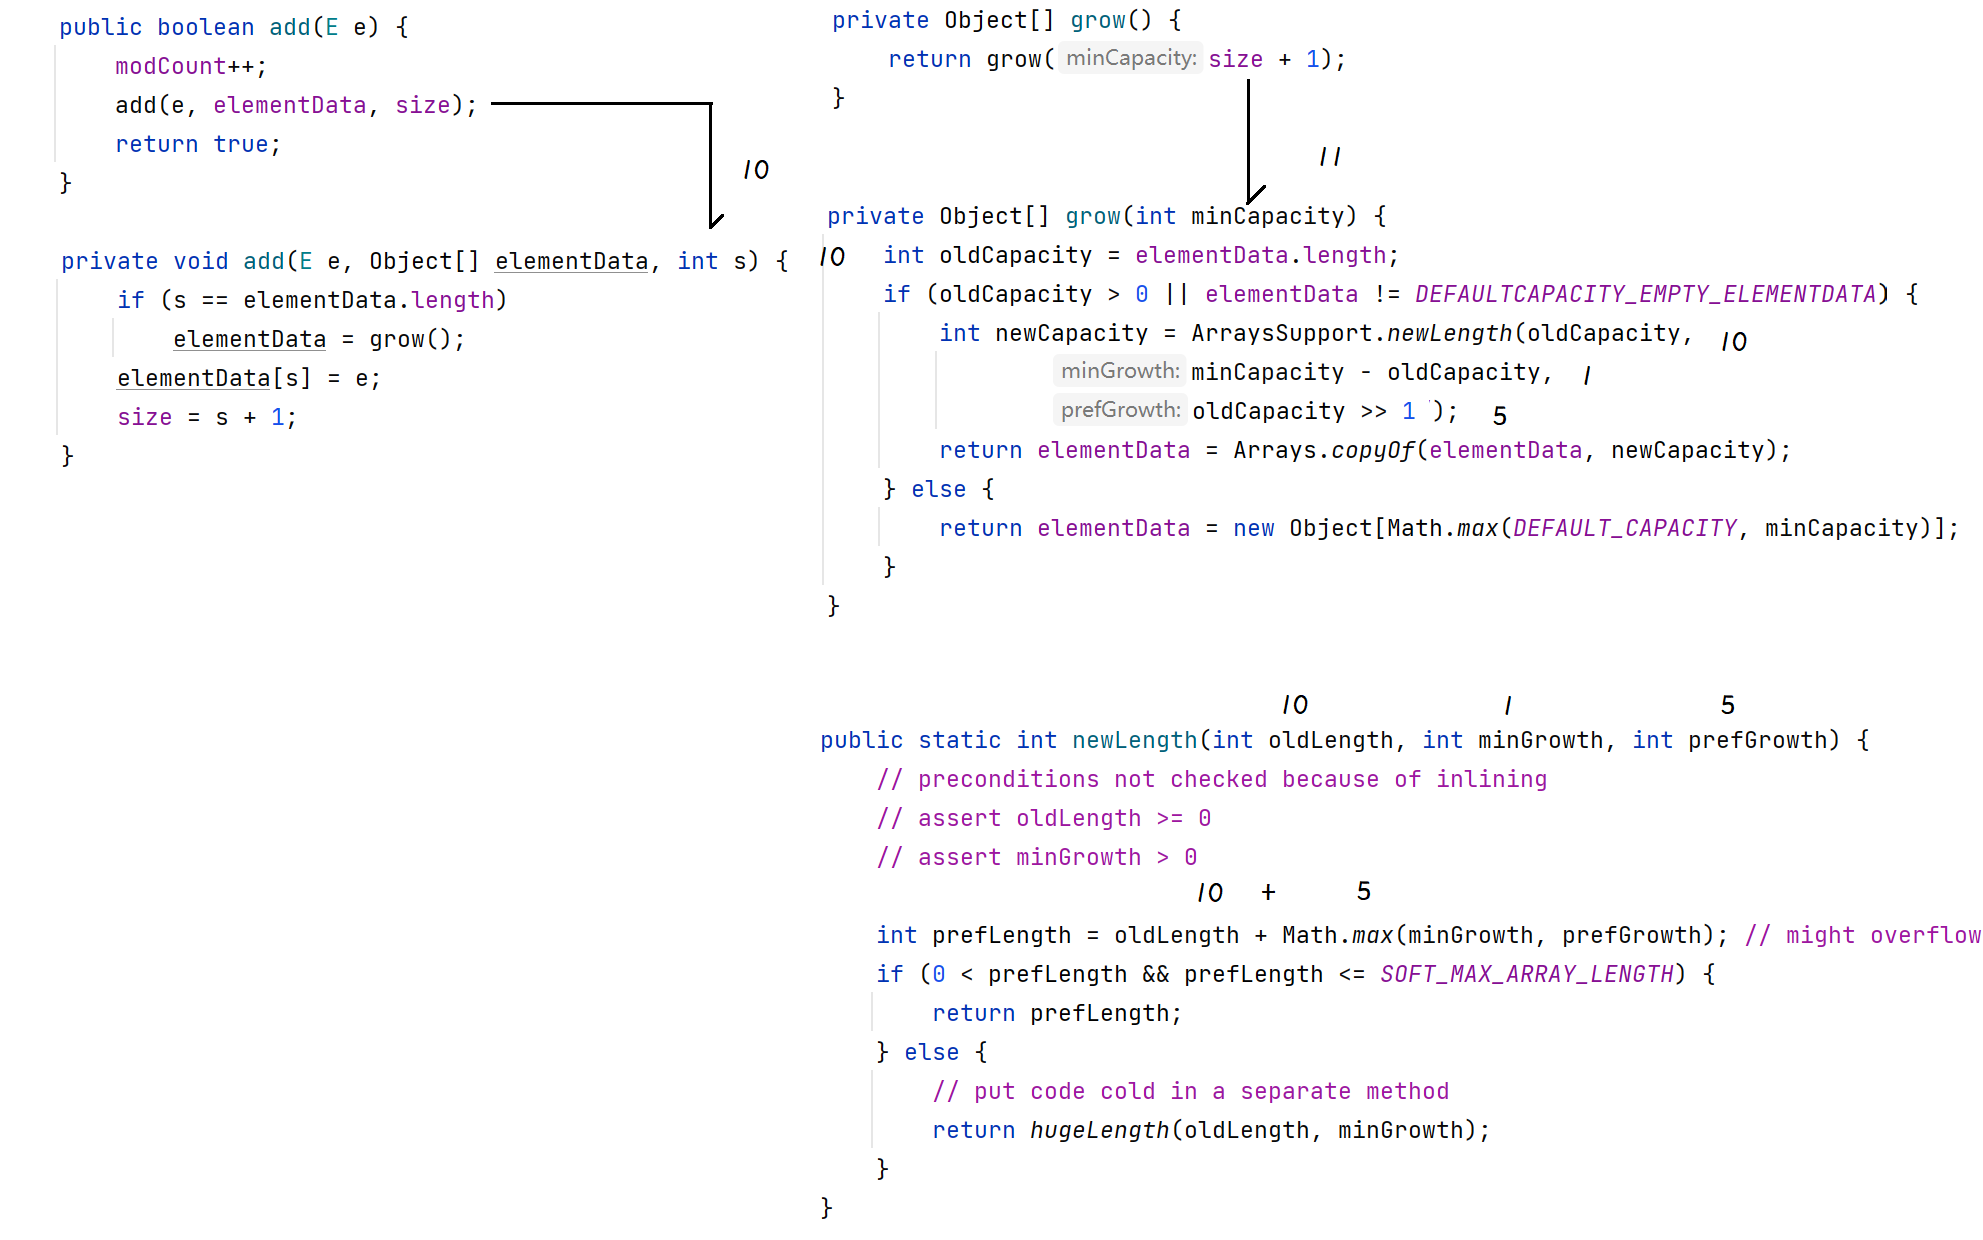 public boolean add(E e) {
modCount++;
add(e, elementData, size);
return true;
}
10
private void add(E e, Object[] elementData, int s) {
if (s == elementData.length)
elementData = grow();
elementData[s] = e;
size = s + 1;
}
private Object[] grow() {
return grow( minCapacity: size + 1);
}
11
private Object[] grow(int minCapacity) {
10 int oldCapacity = elementData.length;
if (oldCapacity > 0 || elementData != DEFAULTCAPACITY_EMPTY_ELEMENTDATA) {
int newCapacity = ArraysSupport.newLength(oldCapacity, 10
minGrowth: minCapacity - oldCapacity, 1
prefGrowth: oldCapacity >> 1 ); 5
return elementData = Arrays.copyOf(elementData, newCapacity);
} else {
return elementData = new Object[Math.max(DEFAULT_CAPACITY, minCapacity)];
}
}
10 1 5
public static int newLength(int oldLength, int minGrowth, int prefGrowth) {
// preconditions not checked because of inlining
// assert oldLength >= 0
// assert minGrowth > 0
10 + 5
int prefLength = oldLength + Math.max(minGrowth, prefGrowth); // might overflow
if (0 < prefLength && prefLength <= SOFT_MAX_ARRAY_LENGTH) {
return prefLength;
} else {
// put code cold in a separate method
return hugeLength(oldLength, minGrowth);
}
}